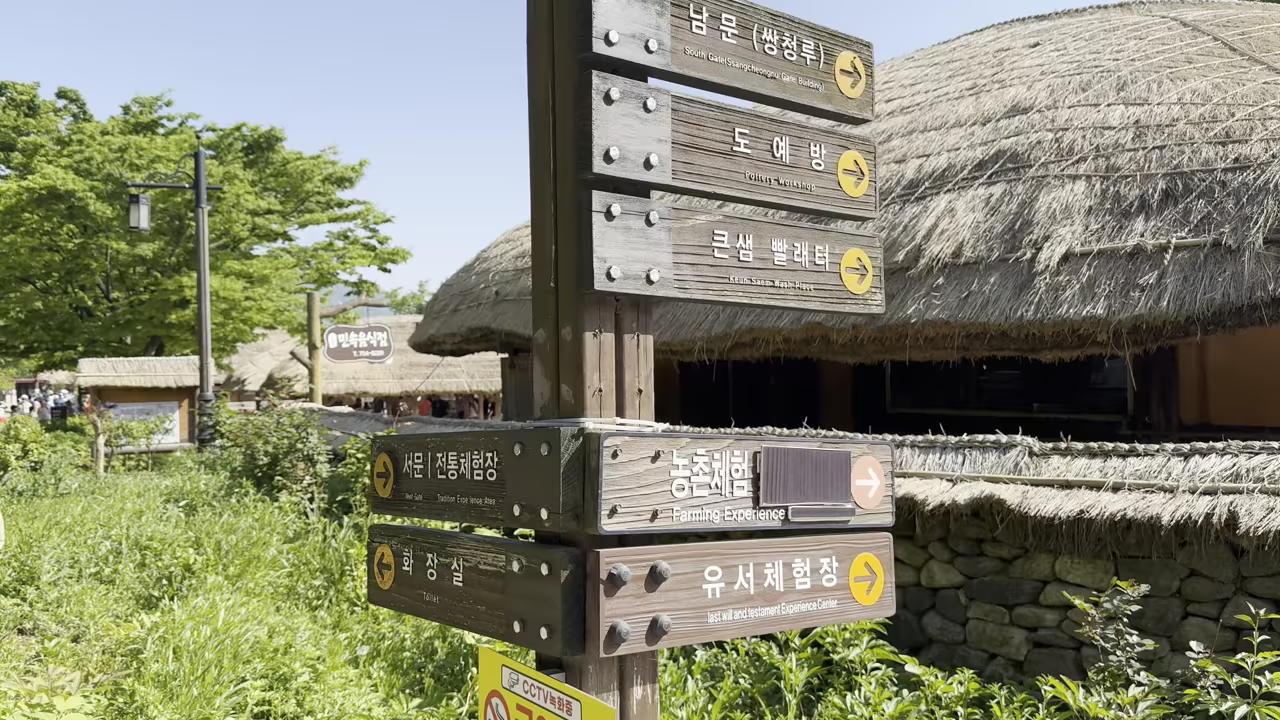 남문 (쌍청루)
South Gate(Ssangcheongnu Gate Building)
도예방
Pottery Workshop
큰샘 빨래터
Keun Saem Wash Place
민속음식점
서문 | 전통체험장
West Gate Tradition Experience Area
농촌체험
Farming Experience
화장실
Toilet
유서체험장
last will and testament Experience Center
CCTV녹화중